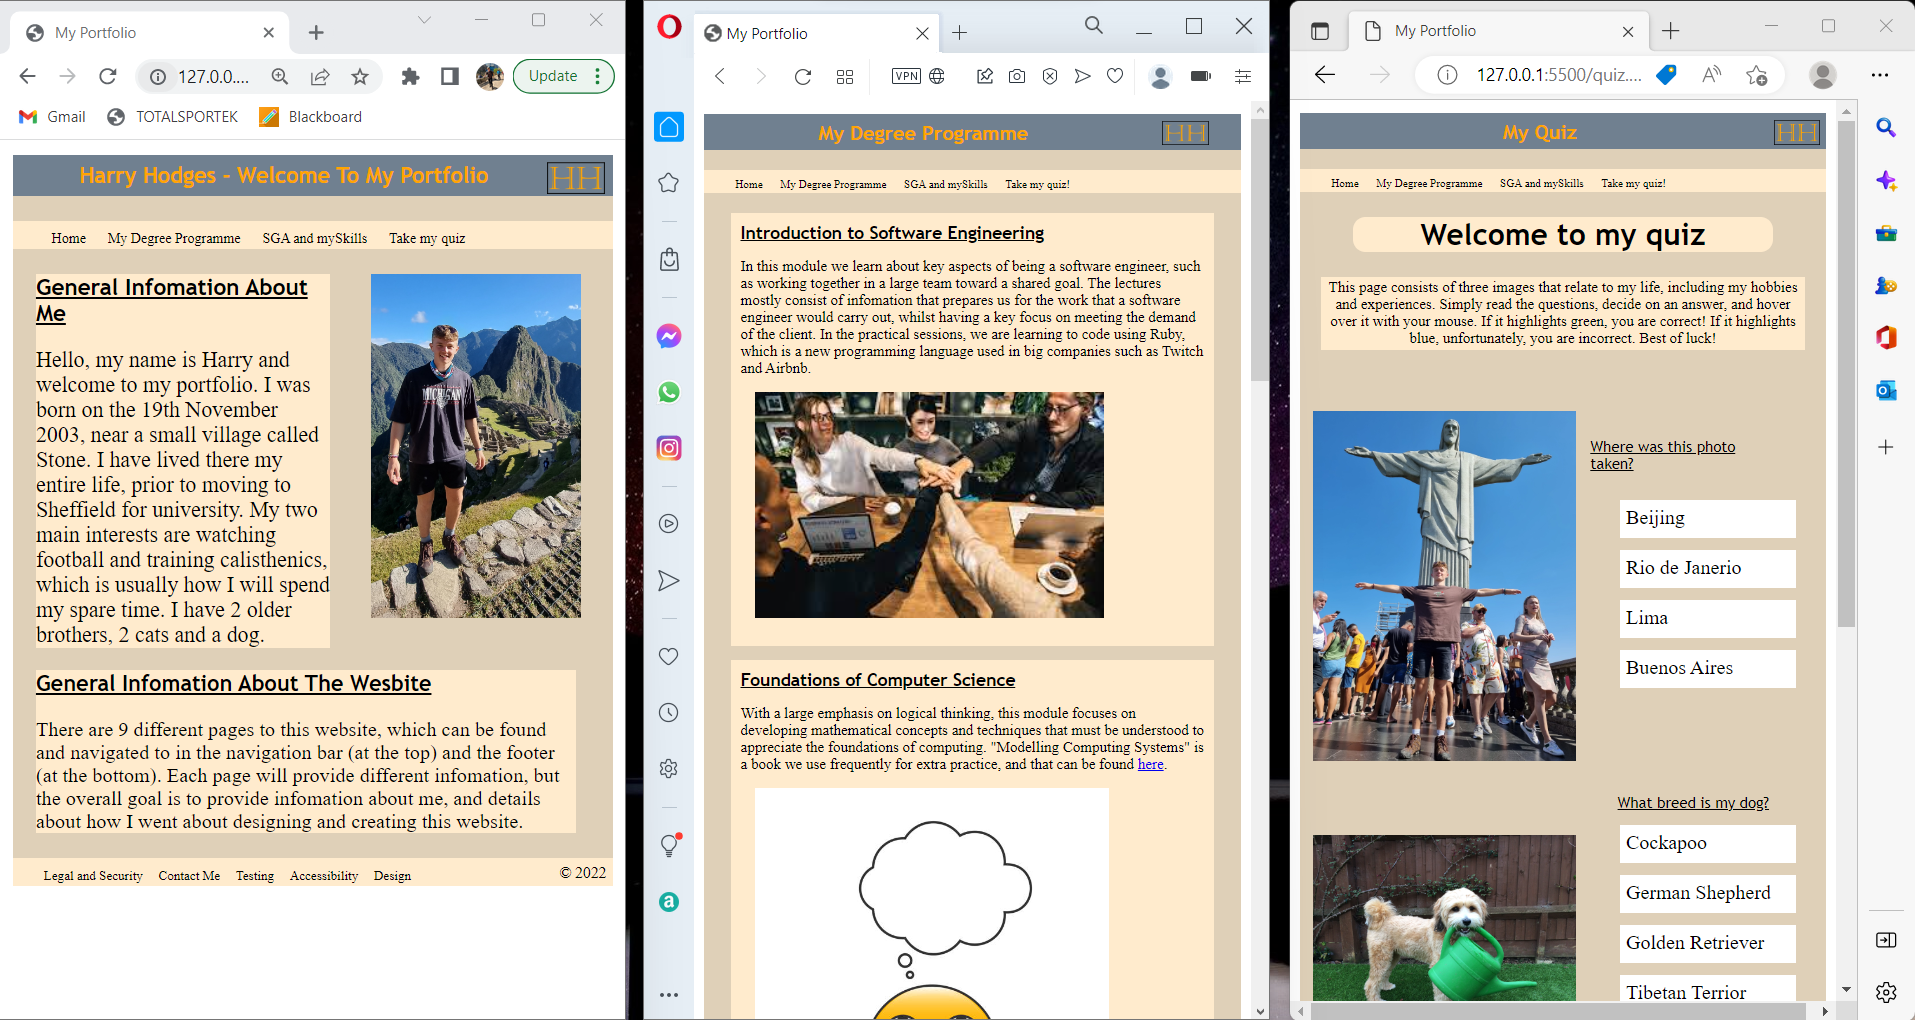 My Portfolio
127.0.0....
Update
Gmail
TOTALSPORTEK
Blackboard
Harry Hodges - Welcome To My Portfolio
HH
Home My Degree Programme SGA and mySkills Take my quiz
General Infomation About
Me
Hello, my name is Harry and
welcome to my portfolio. I was
born on the 19th November
2003, near a small village called
Stone. I have lived there my
entire life, prior to moving to
Sheffield for university. My two
main interests are watching
football and training calisthenics,
which is usually how I will spend
my spare time. I have 2 older
brothers, 2 cats and a dog.
MICHIGAN
General Infomation About The Wesbite
There are 9 different pages to this website, which can be found
and navigated to in the navigation bar (at the top) and the footer
(at the bottom). Each page will provide different infomation, but
the overall goal is to provide infomation about me, and details
about how I went about designing and creating this website.
Legal and Security Contact Me Testing Accessibility Design © 2022
My Portfolio
VPN
My Degree Programme
HH
Home My Degree Programme SGA and mySkills Take my quiz!
Introduction to Software Engineering
In this module we learn about key aspects of being a software engineer, such
as working together in a large team toward a shared goal. The lectures
mostly consist of infomation that prepares us for the work that a software
engineer would carry out, whilst having a key focus on meeting the demand
of the client. In the practical sessions, we are learning to code using Ruby,
which is a new programming language used in big companies such as Twitch
and Airbnb.
Foundations of Computer Science
With a large emphasis on logical thinking, this module focuses on
developing mathematical concepts and techniques that must be understood to
appreciate the foundations of computing. "Modelling Computing Systems" is
a book we use frequently for extra practice, and that can be found here.
a
My Portfolio
127.0.0.1:5500/quiz....
My Quiz
HH
Home My Degree Programme SGA and mySkills Take my quiz!
Welcome to my quiz
This page consists of three images that relate to my life, including my hobbies
and experiences. Simply read the questions, decide on an answer, and hover
over it with your mouse. If it highlights green, you are correct! If it highlights
blue, unfortunately, you are incorrect. Best of luck!
Where was this photo
taken?
Beijing
Rio de Janerio
Lima
Buenos Aires
What breed is my dog?
Cockapoo
German Shepherd
Golden Retriever
Tibetan Terrior